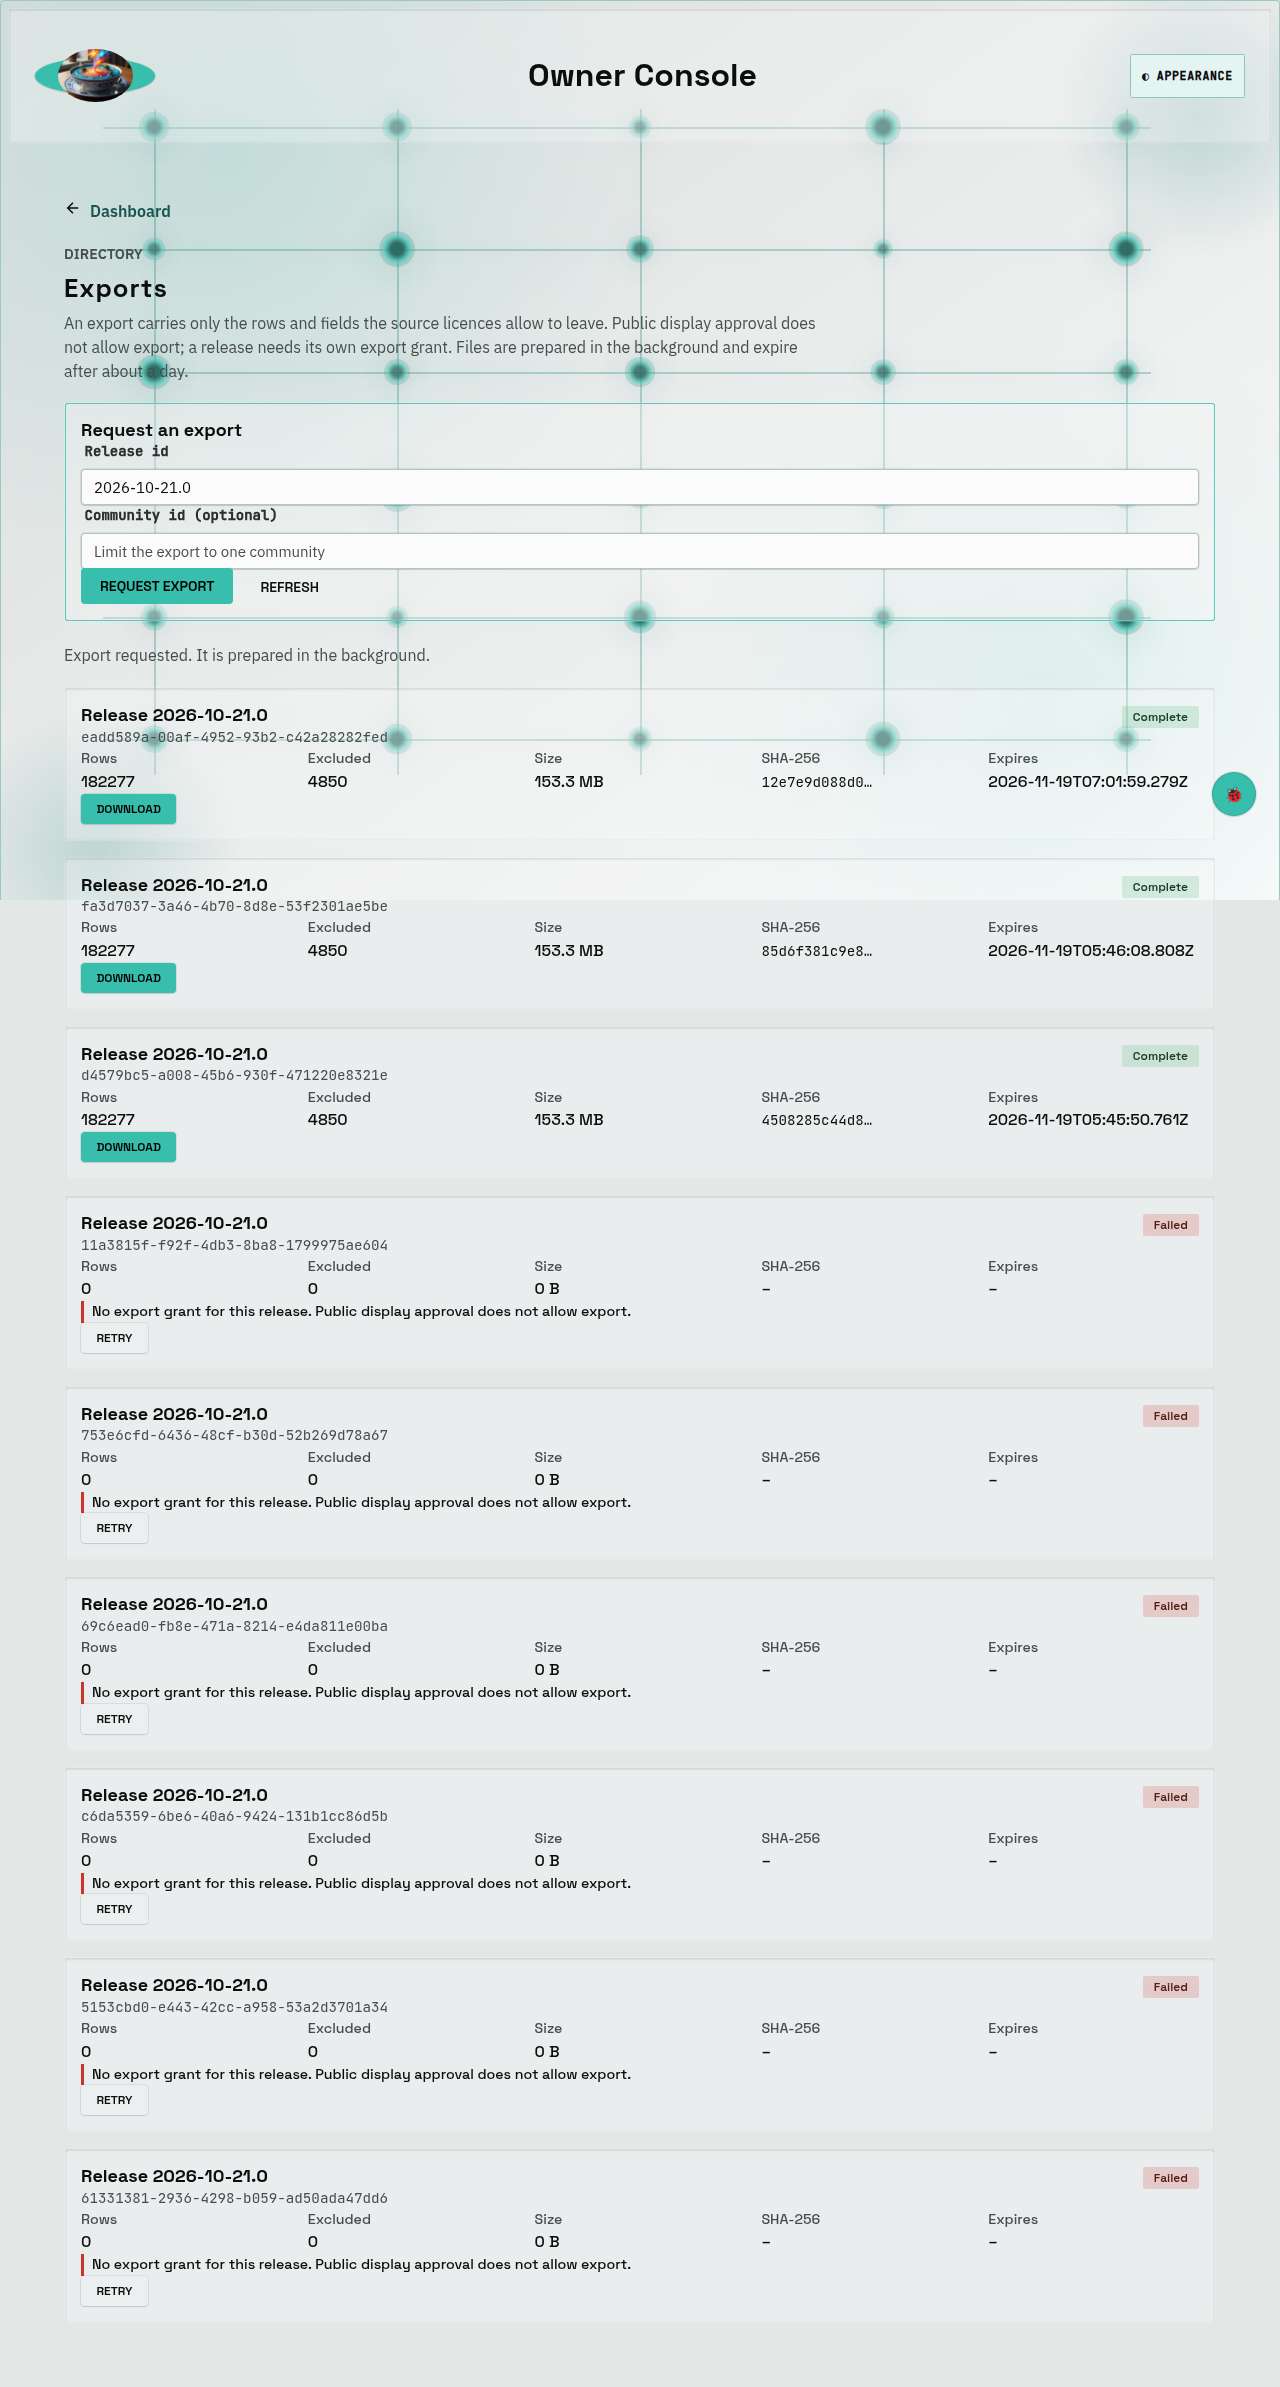 Owner Console
◐ APPEARANCE
← Dashboard
DIRECTORY
Exports
An export carries only the rows and fields the source licences allow to leave. Public display approval does
not allow export; a release needs its own export grant. Files are prepared in the background and expire
after about a day.
Request an export
Release id
2026-10-21.0
Community id (optional)
Limit the export to one community
REQUEST EXPORT REFRESH
Export requested. It is prepared in the background.
Release 2026-10-21.0 Complete
eadd589a-00af-4952-93b2-c42a28282fed
Rows Excluded Size SHA-256 Expires
182277 4850 153.3 MB 12e7e9d088d0… 2026-11-19T07:01:59.279Z
DOWNLOAD
Release 2026-10-21.0 Complete
fa3d7037-3a46-4b70-8d8e-53f2301ae5be
Rows Excluded Size SHA-256 Expires
182277 4850 153.3 MB 85d6f381c9e8… 2026-11-19T05:46:08.808Z
DOWNLOAD
Release 2026-10-21.0 Complete
d4579bc5-a008-45b6-930f-471220e8321e
Rows Excluded Size SHA-256 Expires
182277 4850 153.3 MB 4508285c44d8… 2026-11-19T05:45:50.761Z
DOWNLOAD
Release 2026-10-21.0 Failed
11a3815f-f92f-4db3-8ba8-1799975ae604
Rows Excluded Size SHA-256 Expires
0 0 0 B – –
No export grant for this release. Public display approval does not allow export.
RETRY
Release 2026-10-21.0 Failed
753e6cfd-6436-48cf-b30d-52b269d78a67
Rows Excluded Size SHA-256 Expires
0 0 0 B – –
No export grant for this release. Public display approval does not allow export.
RETRY
Release 2026-10-21.0 Failed
69c6ead0-fb8e-471a-8214-e4da811e00ba
Rows Excluded Size SHA-256 Expires
0 0 0 B – –
No export grant for this release. Public display approval does not allow export.
RETRY
Release 2026-10-21.0 Failed
c6da5359-6be6-40a6-9424-131b1cc86d5b
Rows Excluded Size SHA-256 Expires
0 0 0 B – –
No export grant for this release. Public display approval does not allow export.
RETRY
Release 2026-10-21.0 Failed
5153cbd0-e443-42cc-a958-53a2d3701a34
Rows Excluded Size SHA-256 Expires
0 0 0 B – –
No export grant for this release. Public display approval does not allow export.
RETRY
Release 2026-10-21.0 Failed
61331381-2936-4298-b059-ad50ada47dd6
Rows Excluded Size SHA-256 Expires
0 0 0 B – –
No export grant for this release. Public display approval does not allow export.
RETRY